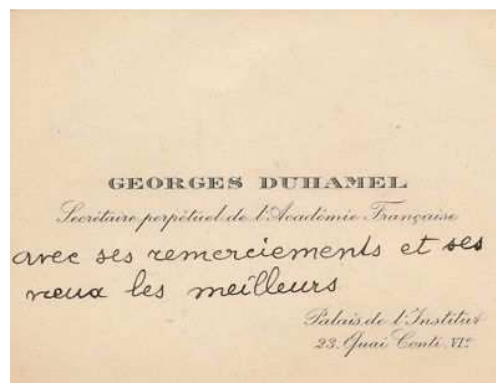 GEORGES DUHAMEL
Secrétaire perpétuel de l'Académie Française
avec ses remerciements et ses
vœux les meilleurs
Palais de l'Institut
23. Quai Conti. VIᵉ